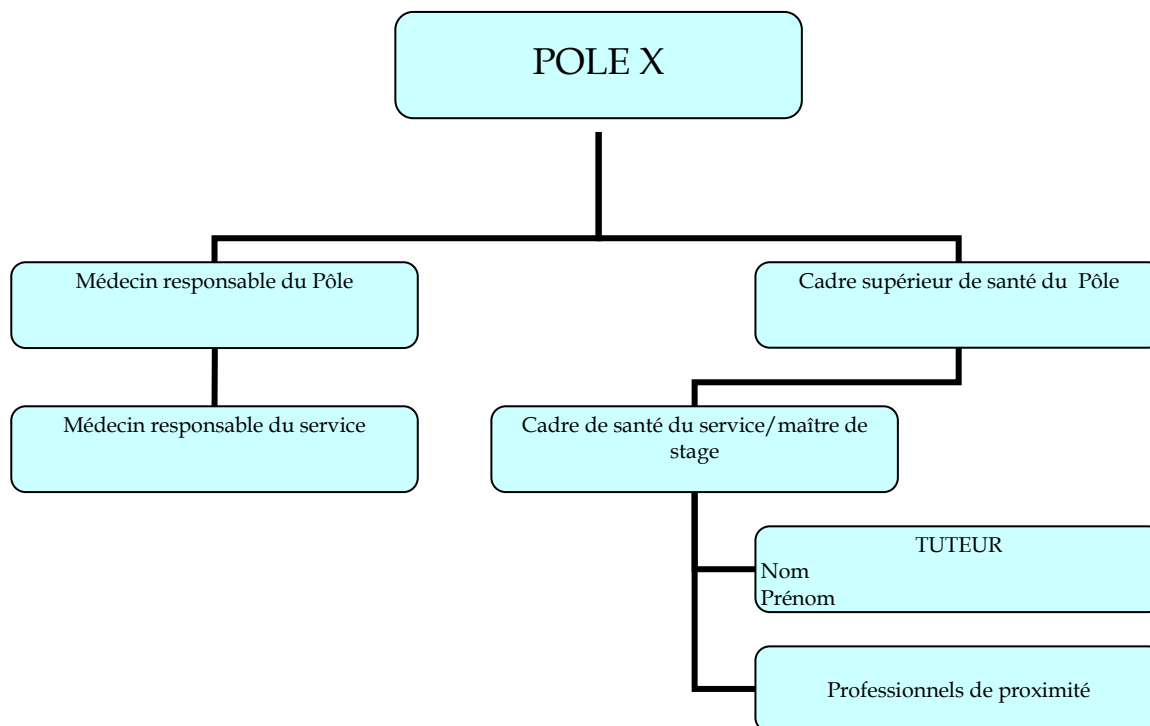 POLE X
Médecin responsable du Pôle
Cadre supérieur de santé du  Pôle
Médecin responsable du service
Cadre de santé du service/maître de
stage
TUTEUR
Nom
Prénom
Professionnels de proximité